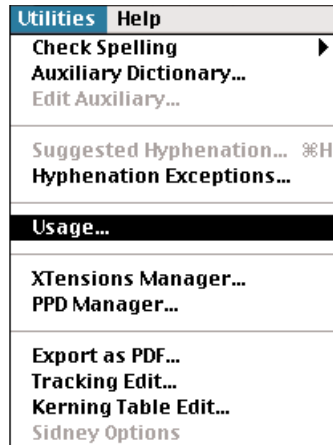 Utilities Help
Check Spelling
Auxiliary Dictionary...
Edit Auxiliary...
Suggested Hyphenation... ⌘H
Hyphenation Exceptions...
Usage...
XTensions Manager...
PPD Manager...
Export as PDF...
Tracking Edit...
Kerning Table Edit...
Sidney Options